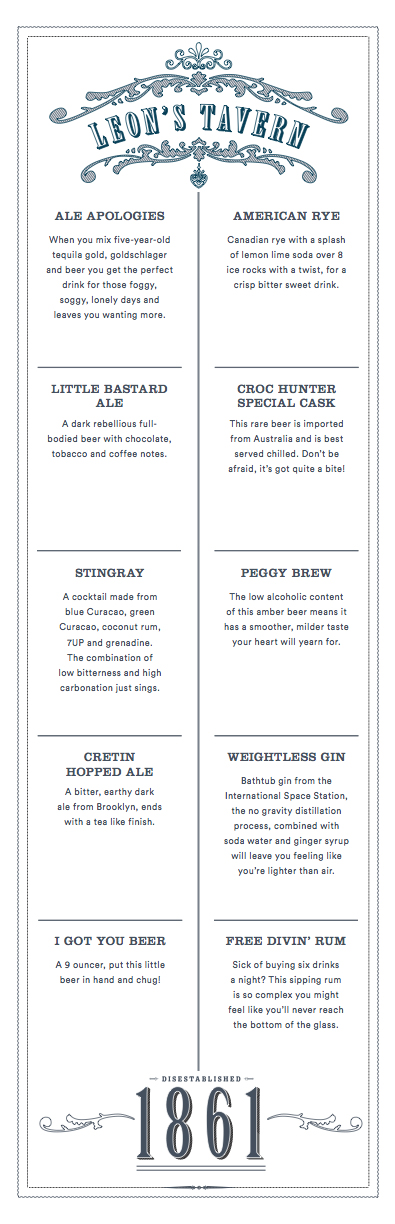 LEON'S TAVERN
ALE APOLOGIES
When you mix five-year-old
tequila gold, goldschlager
and beer you get the perfect
drink for those foggy,
soggy, lonely days and
leaves you wanting more.
AMERICAN RYE
Canadian rye with a splash
of lemon lime soda over 8
ice rocks with a twist, for a
crisp bitter sweet drink.
LITTLE BASTARD
ALE
A dark rebellious full-
bodied beer with chocolate,
tobacco and coffee notes.
CROC HUNTER
SPECIAL CASK
This rare beer is imported
from Australia and is best
served chilled. Don't be
afraid, it's got quite a bite!
STINGRAY
A cocktail made from
blue Curacao, green
Curacao, coconut rum,
7UP and grenadine.
The combination of
low bitterness and high
carbonation just sings.
PEGGY BREW
The low alcoholic content
of this amber beer means it
has a smoother, milder taste
your heart will yearn for.
CRETIN
HOPPED ALE
A bitter, earthy dark
ale from Brooklyn, ends
with a tea like finish.
WEIGHTLESS GIN
Bathtub gin from the
International Space Station,
the no gravity distillation
process, combined with
soda water and ginger syrup
will leave you feeling like
you're lighter than air.
I GOT YOU BEER
A 9 ouncer, put this little
beer in hand and chug!
FREE DIVIN' RUM
Sick of buying six drinks
a night? This sipping rum
is so complex you might
feel like you'll never reach
the bottom of the glass.
DISESTABLISHED
1861